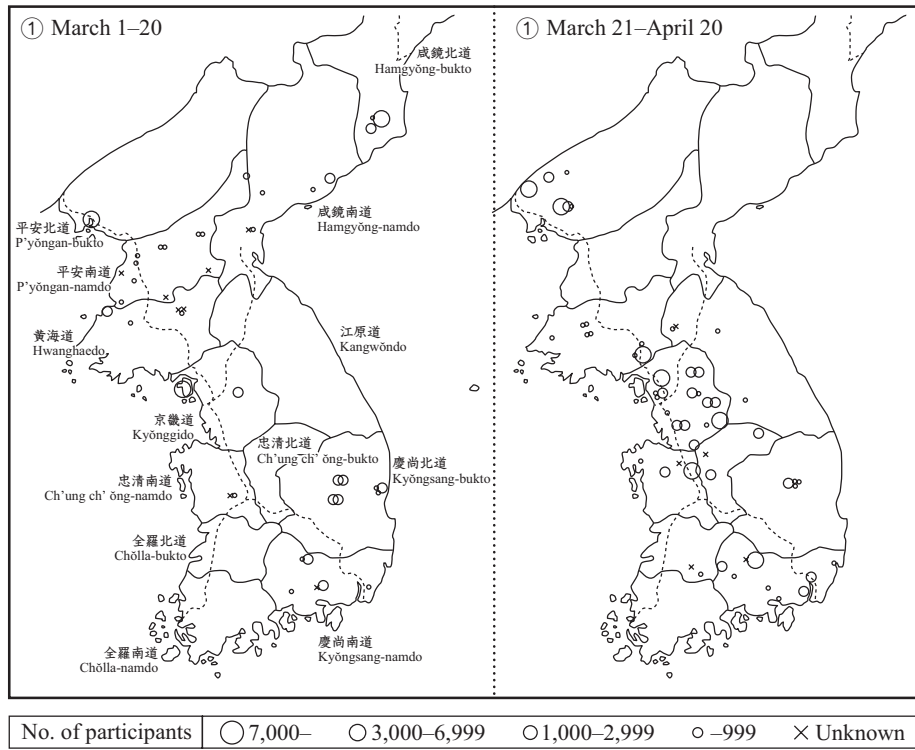 ① March 1–20
咸鏡北道
Hamgyŏng-bukto
咸鏡南道
Hamgyŏng-namdo
平安北道
P'yŏngan-bukto
平安南道
P'yŏngan-namdo
黃海道
Hwanghaedo
江原道
Kangwŏndo
京畿道
Kyŏnggido
忠清北道
Ch'ung ch' ŏng-bukto
慶尚北道
Kyŏngsang-bukto
忠清南道
Ch'ung ch' ŏng-namdo
全羅北道
Chŏlla-bukto
慶尚南道
Kyŏngsang-namdo
全羅南道
Chŏlla-namdo
① March 21–April 20
No. of participants 7,000– 3,000–6,999 1,000–2,999 –999 × Unknown